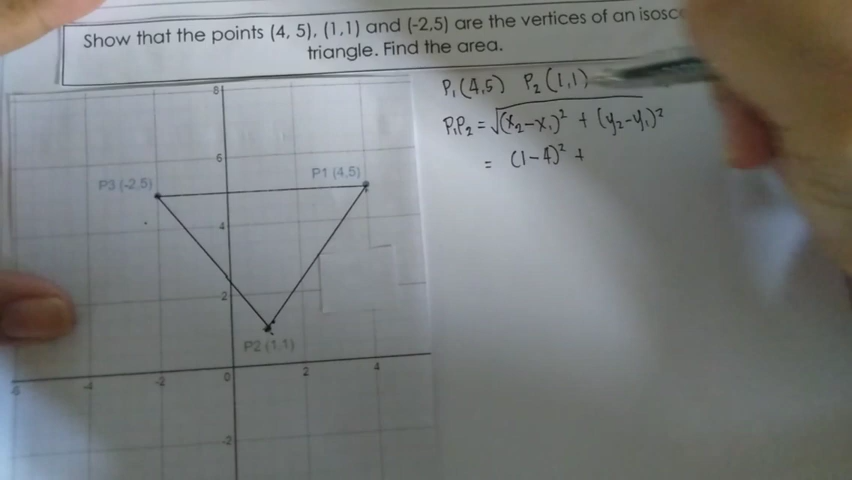 Show that the points (4, 5), (1,1) and (-2,5) are the vertices of an
triangle. Find the area.
P₁(4,5) P₂(1,1)
P₁P₂ = √(x₂-x₁)² + (y₂-y₁)²
= (1-4)² +
8
6
P3 (-2,5)
P1 (4,5)
4
2
P2 (1,1)
-4
-2
0
2
4
-2